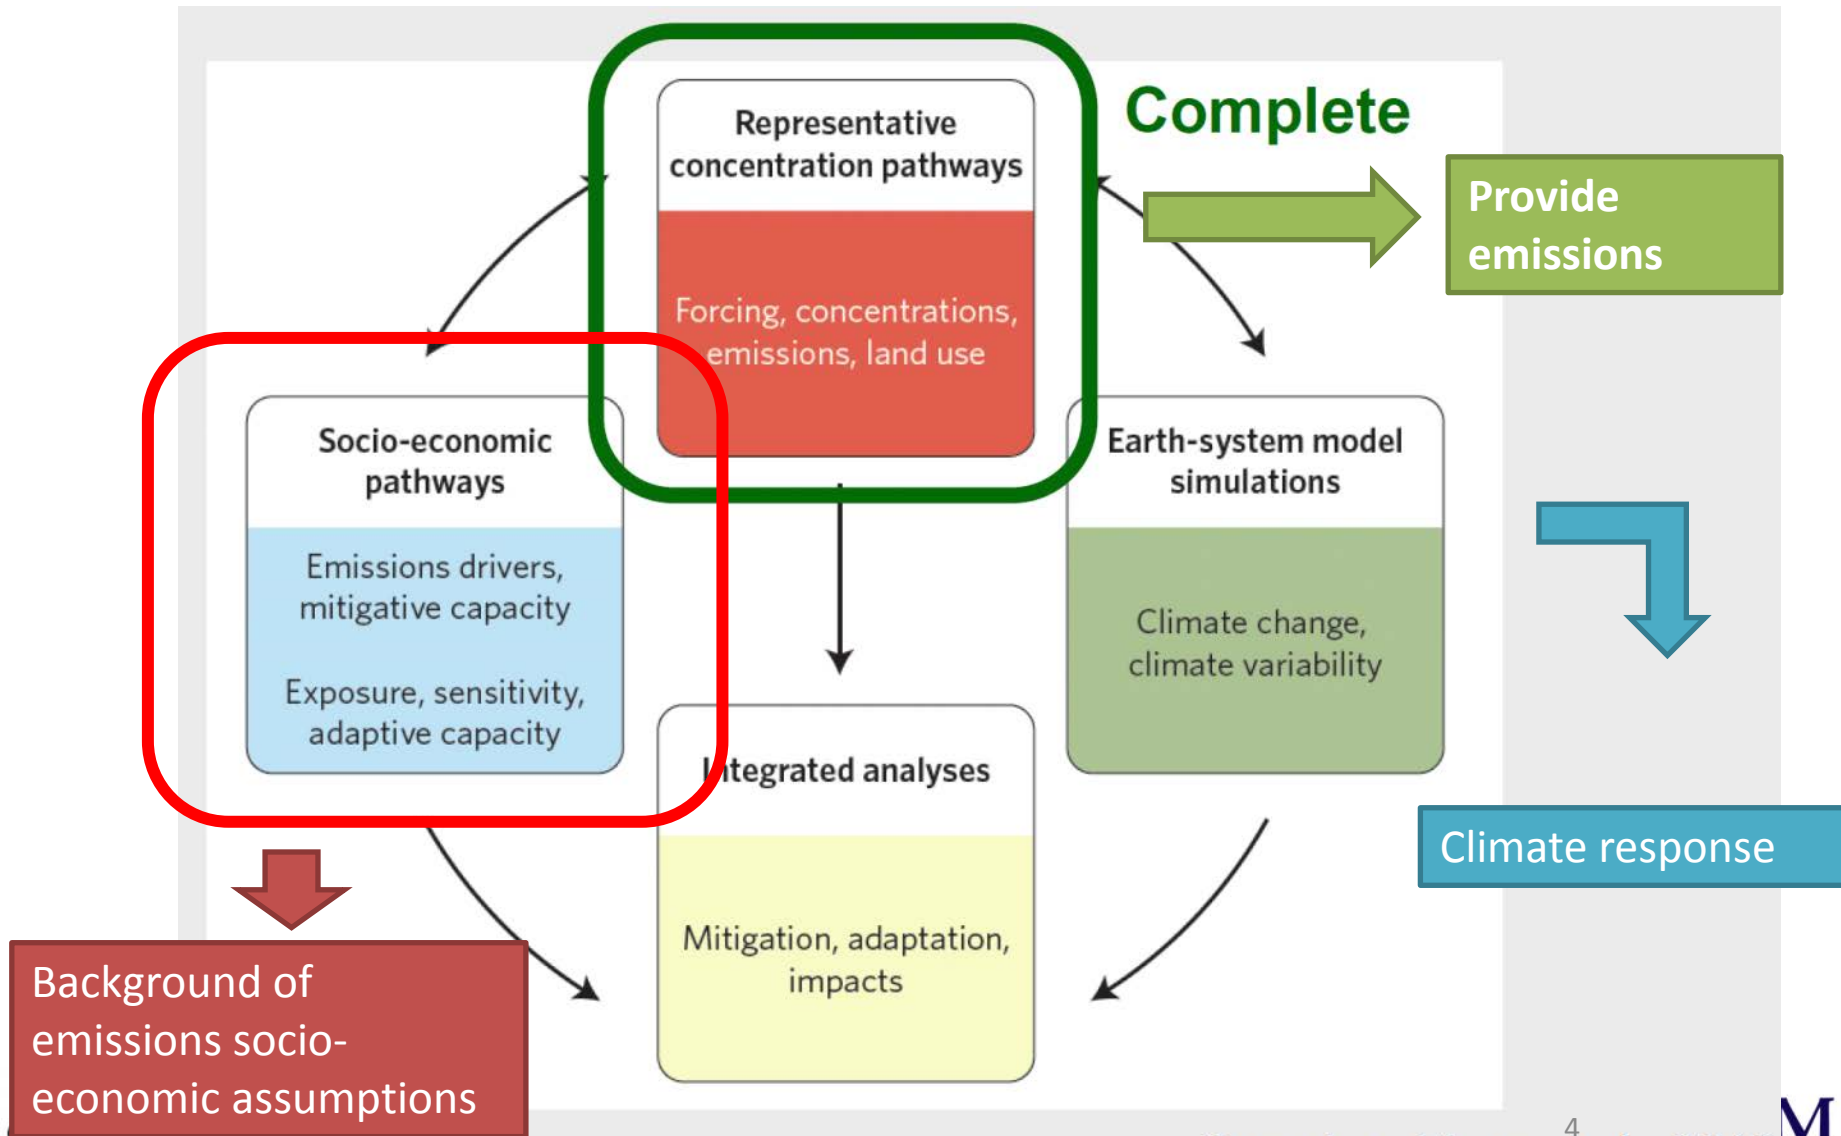 Representative
concentration pathways
Forcing, concentrations,
emissions, land use
Complete
Provide
emissions
Socio-economic
pathways
Emissions drivers,
mitigative capacity
Exposure, sensitivity,
adaptive capacity
Earth-system model
simulations
Climate change,
climate variability
Integrated analyses
Mitigation, adaptation,
impacts
Climate response
Background of
emissions socio-
economic assumptions
4
M